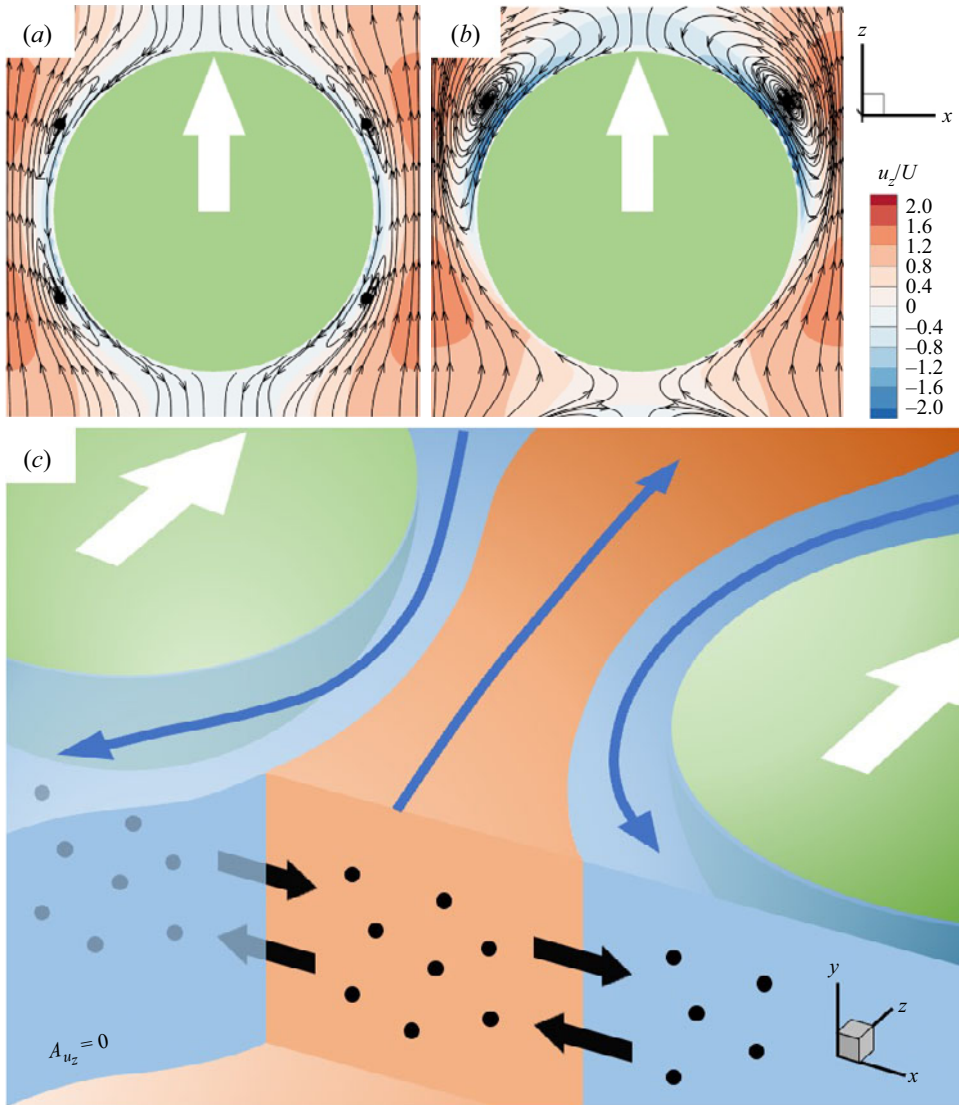 (a)
(b)
z
x
u_z/U
2.0
1.6
1.2
0.8
0.4
0
–0.4
–0.8
–1.2
–1.6
–2.0
(c)
y
z
x
A_{u_z} = 0